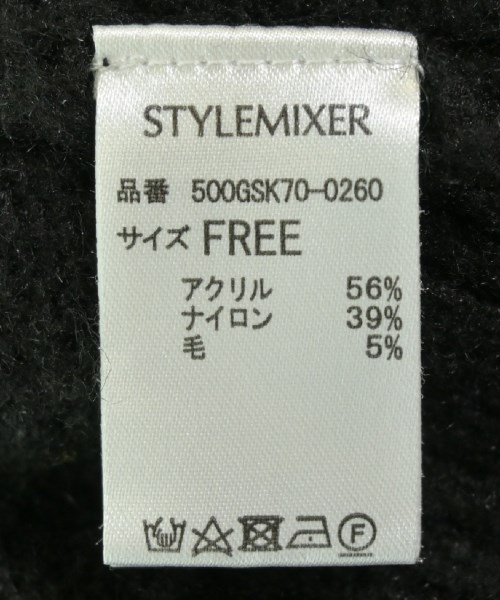 STYLEMIXER
品番 500GSK70-0260
サイズ FREE
アクリル 56%
ナイロン 39%
毛 5%
F